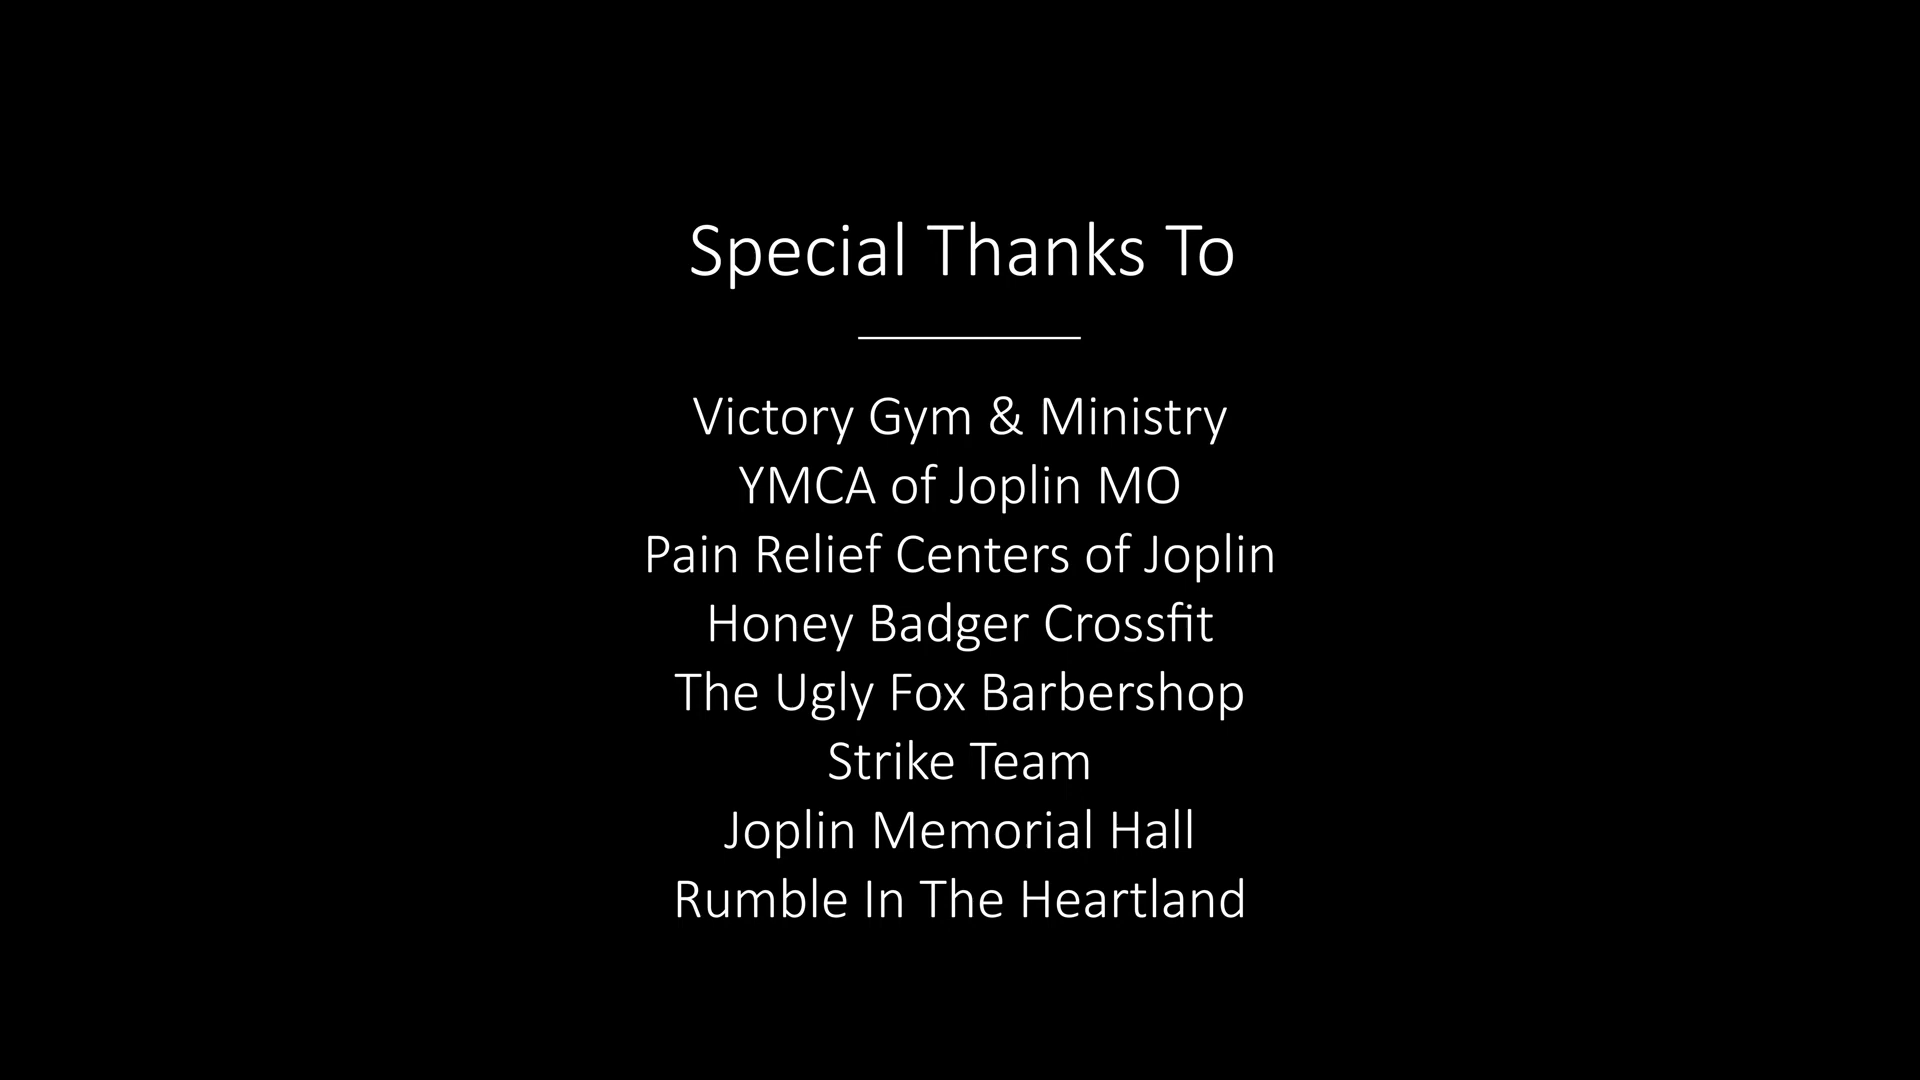 Special Thanks To
Victory Gym & Ministry
YMCA of Joplin MO
Pain Relief Centers of Joplin
Honey Badger Crossfit
The Ugly Fox Barbershop
Strike Team
Joplin Memorial Hall
Rumble In The Heartland